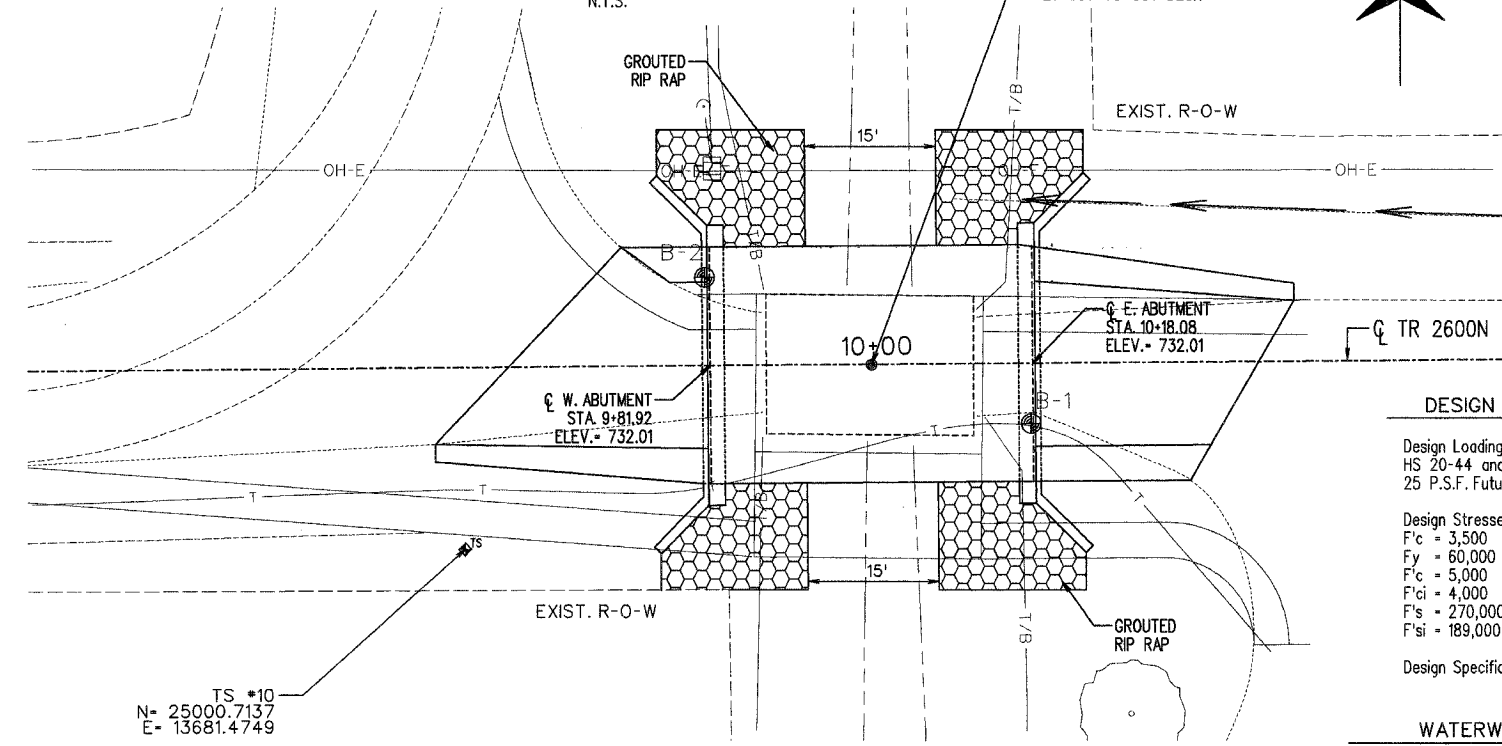 N.T.S.
GROUTED
RIP RAP
T/B
EXIST. R-O-W
15'
OH-E
OH-E
OH-E
T/B
B-2
℄ E. ABUTMENT
STA. 10+18.08
ELEV.= 732.01
℄ TR 2600N
10+00
℄ W. ABUTMENT
STA. 9+81.92
ELEV.= 732.01
B-1
DESIGN
Design Loading
HS 20-44 and
25 P.S.F. Futu
T
T
T
T
Design Stresse
F'c = 3,500
Fy = 60,000
F'c = 5,000
F'ci = 4,000
F's = 270,000
F'si = 189,000
TS
15'
EXIST. R-O-W
GROUTED
RIP RAP
T/B
Design Specific
TS #10
N= 25000.7137
E= 13681.4749
WATERW